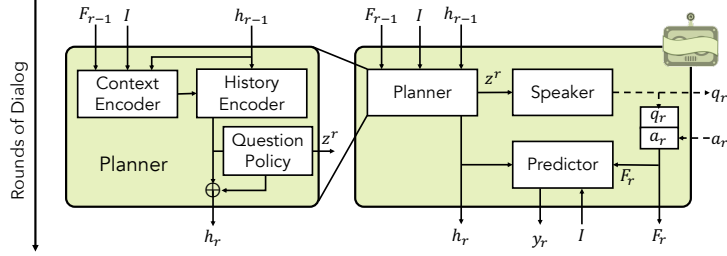 Rounds of Dialog
F_{r−1} I h_{r−1}
Context
Encoder
History
Encoder
Planner
Question
Policy
z^r
h_r
F_{r−1} I h_{r−1}
Planner
z^r
Speaker
q_r
q_r
a_r
a_r
Predictor
F_r
h_r y_r I F_r